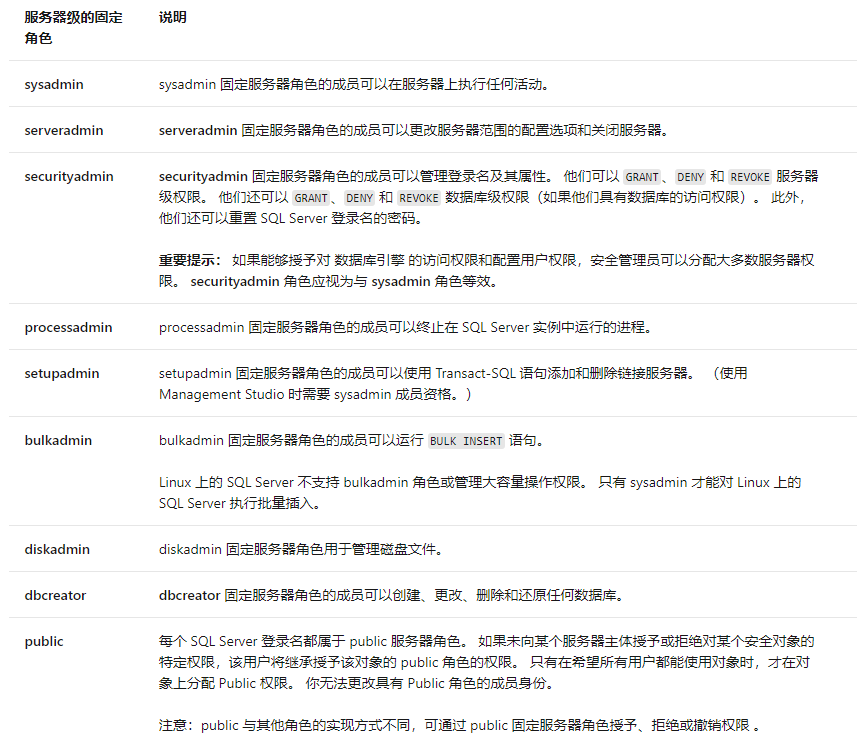 服务器级的固定 说明
角色
sysadmin sysadmin 固定服务器角色的成员可以在服务器上执行任何活动。
serveradmin serveradmin 固定服务器角色的成员可以更改服务器范围的配置选项和关闭服务器。
securityadmin securityadmin 固定服务器角色的成员可以管理登录名及其属性。 他们可以 GRANT、DENY 和 REVOKE 服务器
级权限。 他们还可以 GRANT、DENY 和 REVOKE 数据库级权限（如果他们具有数据库的访问权限）。 此外，
他们还可以重置 SQL Server 登录名的密码。
重要提示： 如果能够授予对 数据库引擎 的访问权限和配置用户权限，安全管理员可以分配大多数服务器权
限。 securityadmin 角色应视为与 sysadmin 角色等效。
processadmin processadmin 固定服务器角色的成员可以终止在 SQL Server 实例中运行的进程。
setupadmin setupadmin 固定服务器角色的成员可以使用 Transact-SQL 语句添加和删除链接服务器。 （使用
Management Studio 时需要 sysadmin 成员资格。）
bulkadmin bulkadmin 固定服务器角色的成员可以运行 BULK INSERT 语句。
Linux 上的 SQL Server 不支持 bulkadmin 角色或管理大容量操作权限。 只有 sysadmin 才能对 Linux 上的
SQL Server 执行批量插入。
diskadmin diskadmin 固定服务器角色用于管理磁盘文件。
dbcreator dbcreator 固定服务器角色的成员可以创建、更改、删除和还原任何数据库。
public 每个 SQL Server 登录名都属于 public 服务器角色。 如果未向某个服务器主体授予或拒绝对某个安全对象的
特定权限，该用户将继承授予该对象的 public 角色的权限。 只有在希望所有用户都能使用对象时，才在对
象上分配 Public 权限。 你无法更改具有 Public 角色的成员身份。
注意：public 与其他角色的实现方式不同，可通过 public 固定服务器角色授予、拒绝或撤销权限 。